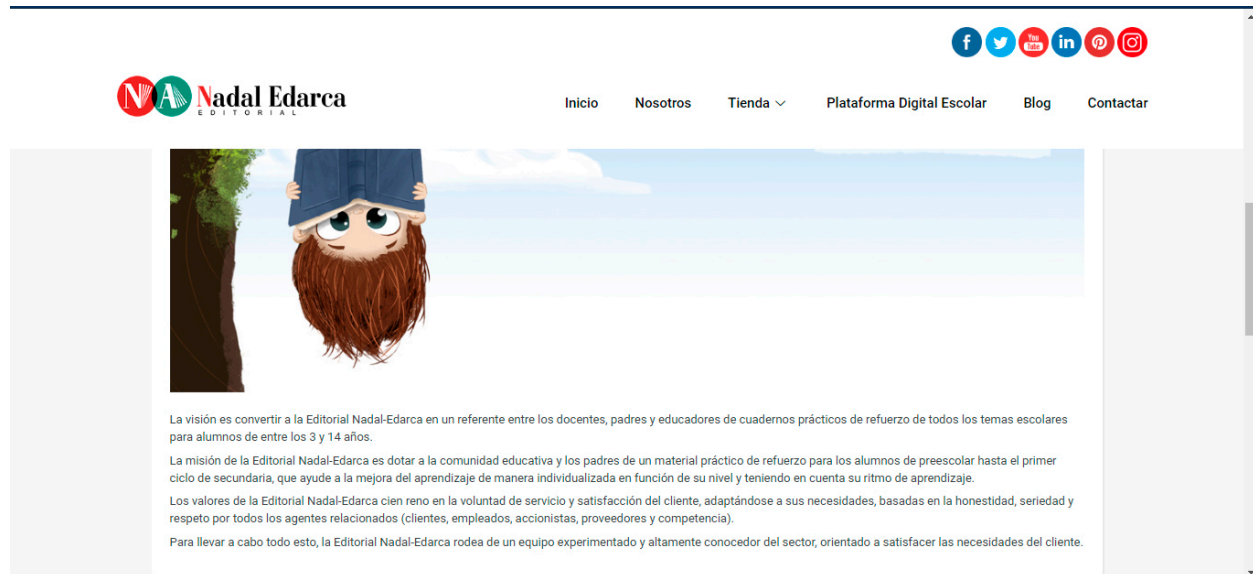 You
Tube
Nadal Edarca
EDITORIAL
Inicio Nosotros Tienda Plataforma Digital Escolar Blog Contactar
La visión es convertir a la Editorial Nadal-Edarca en un referente entre los docentes, padres y educadores de cuadernos prácticos de refuerzo de todos los temas escolares
para alumnos de entre los 3 y 14 años.
La misión de la Editorial Nadal-Edarca es dotar a la comunidad educativa y los padres de un material práctico de refuerzo para los alumnos de preescolar hasta el primer
ciclo de secundaria, que ayude a la mejora del aprendizaje de manera individualizada en función de su nivel y teniendo en cuenta su ritmo de aprendizaje.
Los valores de la Editorial Nadal-Edarca cien reno en la voluntad de servicio y satisfacción del cliente, adaptándose a sus necesidades, basadas en la honestidad, seriedad y
respeto por todos los agentes relacionados (clientes, empleados, accionistas, proveedores y competencia).
Para llevar a cabo todo esto, la Editorial Nadal-Edarca rodea de un equipo experimentado y altamente conocedor del sector, orientado a satisfacer las necesidades del cliente.